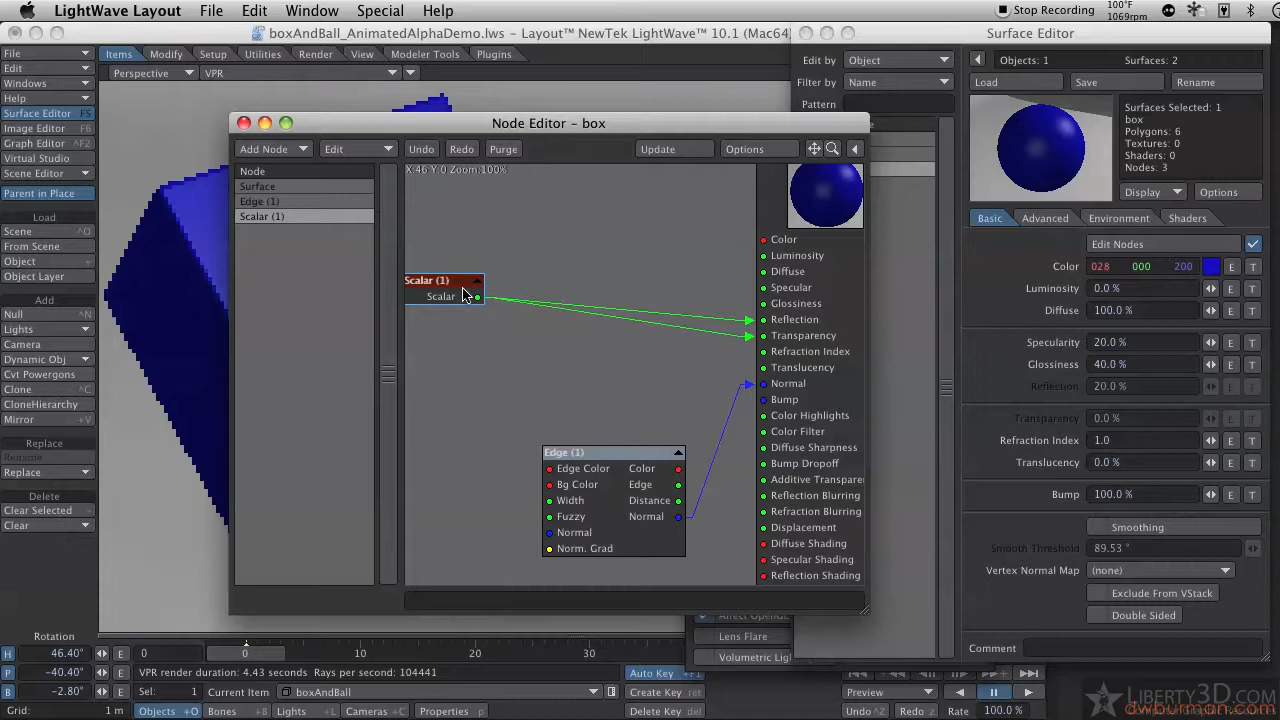 LightWave Layout File Edit Window Special Help Stop Recording 100°F 1069rpm
boxAndBall_AnimatedAlphaDemo.lws – Layout™ NewTek LightWave™ 10.1 (Mac64
Surface Editor
File
Edit
Windows
Help
Surface Editor F5
Image Editor F6
Graph Editor ^F2
Virtual Studio
Scene Editor
Parent in Place
Load
Scene ^O
From Scene
Object +
Object Layer
Add
Null +N
Lights
Camera
Dynamic Obj
Cvt Powergons
Clone ^C
CloneHierarchy
Mirror +V
Replace
Rename
Replace
Delete
Clear Selected -
Clear
Items Modify Setup Utilities Render View Modeler Tools Plugins
Perspective VPR
Node Editor – box
Add Node Edit Undo Redo Purge Update Options
Node
Surface
Edge (1)
Scalar (1)
X:46 Y:0 Zoom:100%
Scalar (1)
Scalar
Edge (1)
Edge Color Color
Bg Color Edge
Width Distance
Fuzzy Normal
Normal
Norm. Grad
Color
Luminosity
Diffuse
Specular
Glossiness
Reflection
Transparency
Refraction Index
Translucency
Normal
Bump
Color Highlights
Color Filter
Diffuse Sharpness
Bump Dropoff
Additive Transpare
Reflection Blurring
Refraction Blurring
Displacement
Diffuse Shading
Specular Shading
Reflection Shading
Edit by Object
Filter by Name
Pattern
Objects: 1 Surfaces: 2
Load Save Rename
Surfaces Selected: 1
box
Polygons: 6
Textures: 0
Shaders: 0
Nodes: 3
Display Options
Basic Advanced Environment Shaders
Edit Nodes
Color 028 000 200 E T
Luminosity 0.0 % E T
Diffuse 100.0 % E T
Specularity 20.0 % E T
Glossiness 40.0 % E T
Reflection 20.0 % E T
Transparency 0.0 % E T
Refraction Index 1.0 E T
Translucency 0.0 % E T
Bump 100.0 % E T
Smoothing
Smooth Threshold 89.53 °
Vertex Normal Map (none)
Exclude From VStack
Double Sided
Comment
Lens Flare
Volumetric Lig
Rotation
H 46.40° E
P -40.40° E
B -2.80° E
Grid: 1 m
0 0 10 20 30 40
VPR render duration: 4.43 seconds Rays per second: 104441
Sel: 1 Current Item boxAndBall
Objects +O Bones +B Lights +L Cameras +C Properties p
Auto Key +F1
Create Key ret
Delete Key del
Preview
Undo ^Z Redo z Rate 100.0 %
LIBERTY3D.COM
dwburman.com